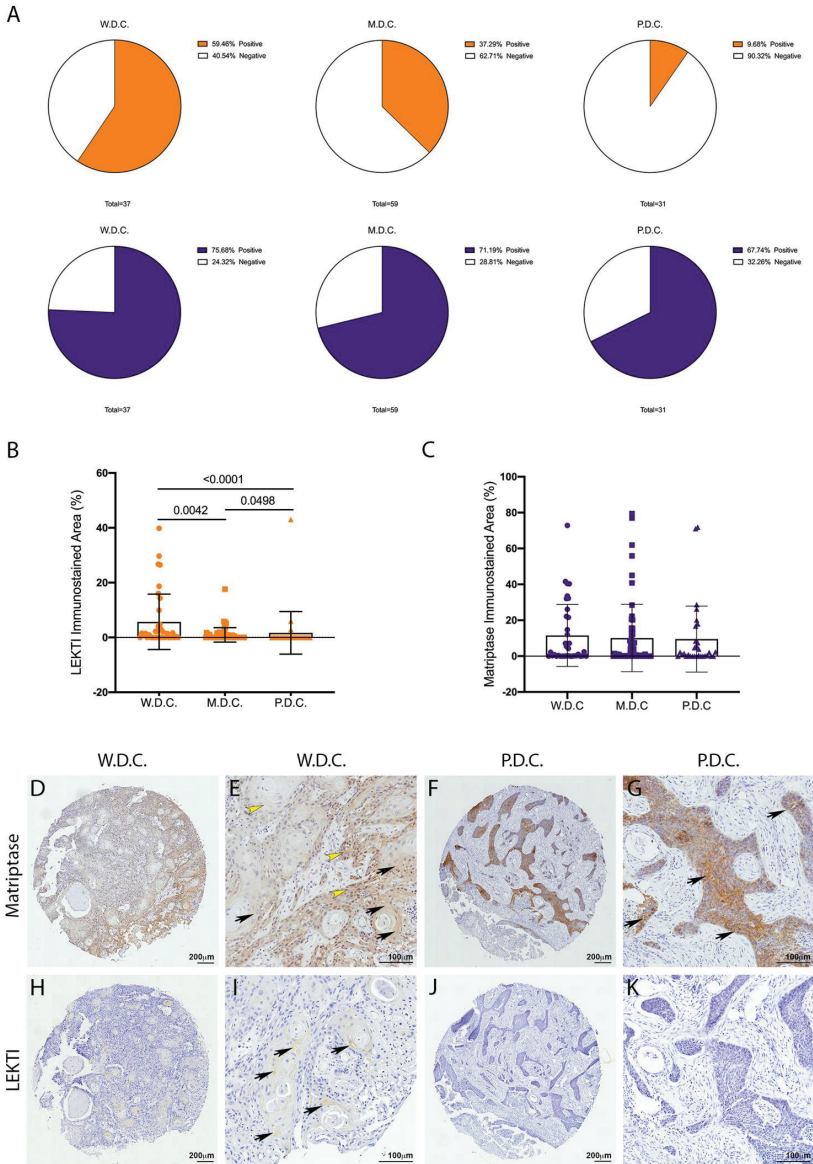 A
W.D.C.
59.46% Positive
40.54% Negative
Total=37
M.D.C.
37.29% Positive
62.71% Negative
Total=59
P.D.C.
9.68% Positive
90.32% Negative
Total=31
W.D.C.
75.68% Positive
24.32% Negative
Total=37
M.D.C.
71.19% Positive
28.81% Negative
Total=59
P.D.C.
67.74% Positive
32.26% Negative
Total=31
B
LEKTI Immunostained Area (%)
60
40
20
0
-20
<0.0001
0.0042
0.0498
W.D.C. M.D.C. P.D.C.
C
Matriptase Immunostained Area (%)
100
80
60
40
20
0
-20
W.D.C M.D.C P.D.C
W.D.C. W.D.C. P.D.C. P.D.C.
Matriptase
D E F G
200µm 100µm 200µm 100µm
LEKTI
H I J K
200µm 100µm 200µm 100µm